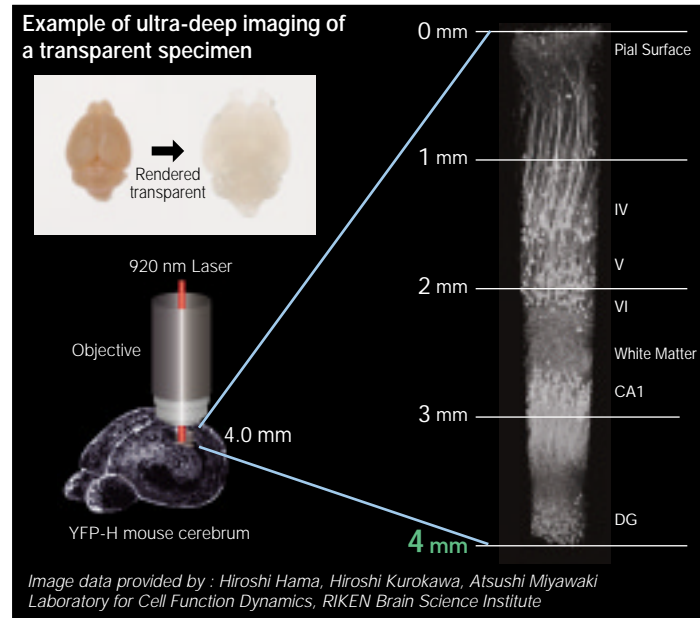 Example of ultra-deep imaging of
a transparent specimen
Rendered
transparent
920 nm Laser
Objective
4.0 mm
YFP-H mouse cerebrum
0 mm
Pial Surface
1 mm
IV
V
2 mm
VI
White Matter
CA1
3 mm
DG
4 mm
Image data provided by : Hiroshi Hama, Hiroshi Kurokawa, Atsushi Miyawaki
Laboratory for Cell Function Dynamics, RIKEN Brain Science Institute